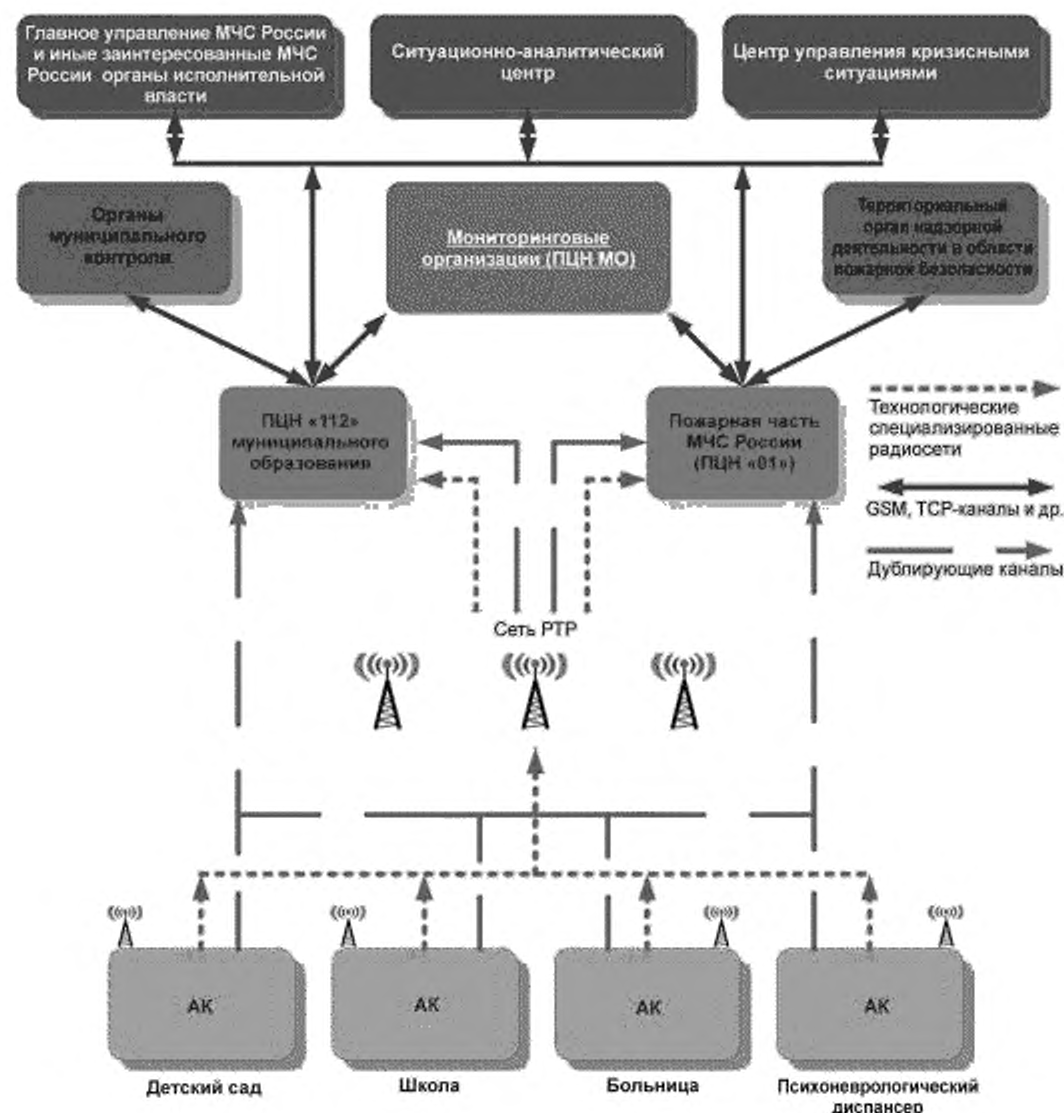 Главное управление МЧС России
и иные заинтересованные МЧС
России органы исполнительной
власти
Ситуационно-аналитический
центр
Центр управления кризисными
ситуациями
Органы
муниципального
контроля
Мониторинговые
организации (ПЦН МО)
Территориальный
орган надзорной
деятельности в области
пожарной безопасности
ПЦН «112»
муниципального
образования
Пожарная часть
МЧС России
(ПЦН «01»)
Технологические
специализированные
радиосети
GSM, TCP-каналы и др.
Дублирующие каналы
Сеть РТР
АК
АК
АК
АК
Детский сад
Школа
Больница
Психоневрологический
диспансер